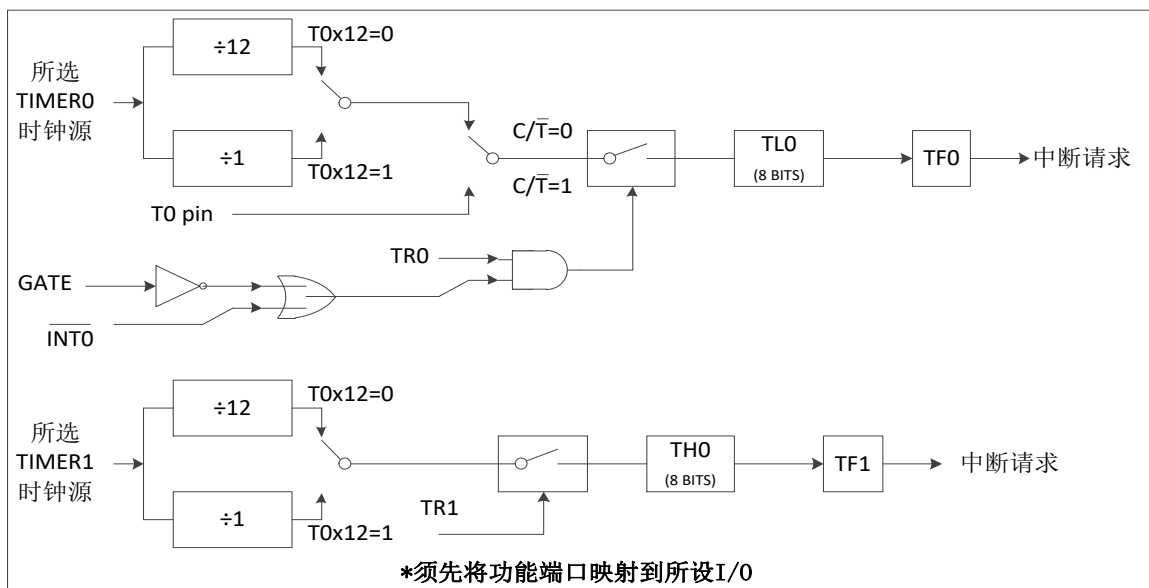 ÷12
T0x12=0
所选
TIMER0
时钟源
÷1
T0x12=1
C/T̅=0
C/T̅=1
TL0
(8 BITS)
TF0
中断请求
T0 pin
TR0
GATE
I̅N̅T̅0̅
÷12
T0x12=0
所选
TIMER1
时钟源
÷1
T0x12=1
TR1
TH0
(8 BITS)
TF1
中断请求
*须先将功能端口映射到所设I/O